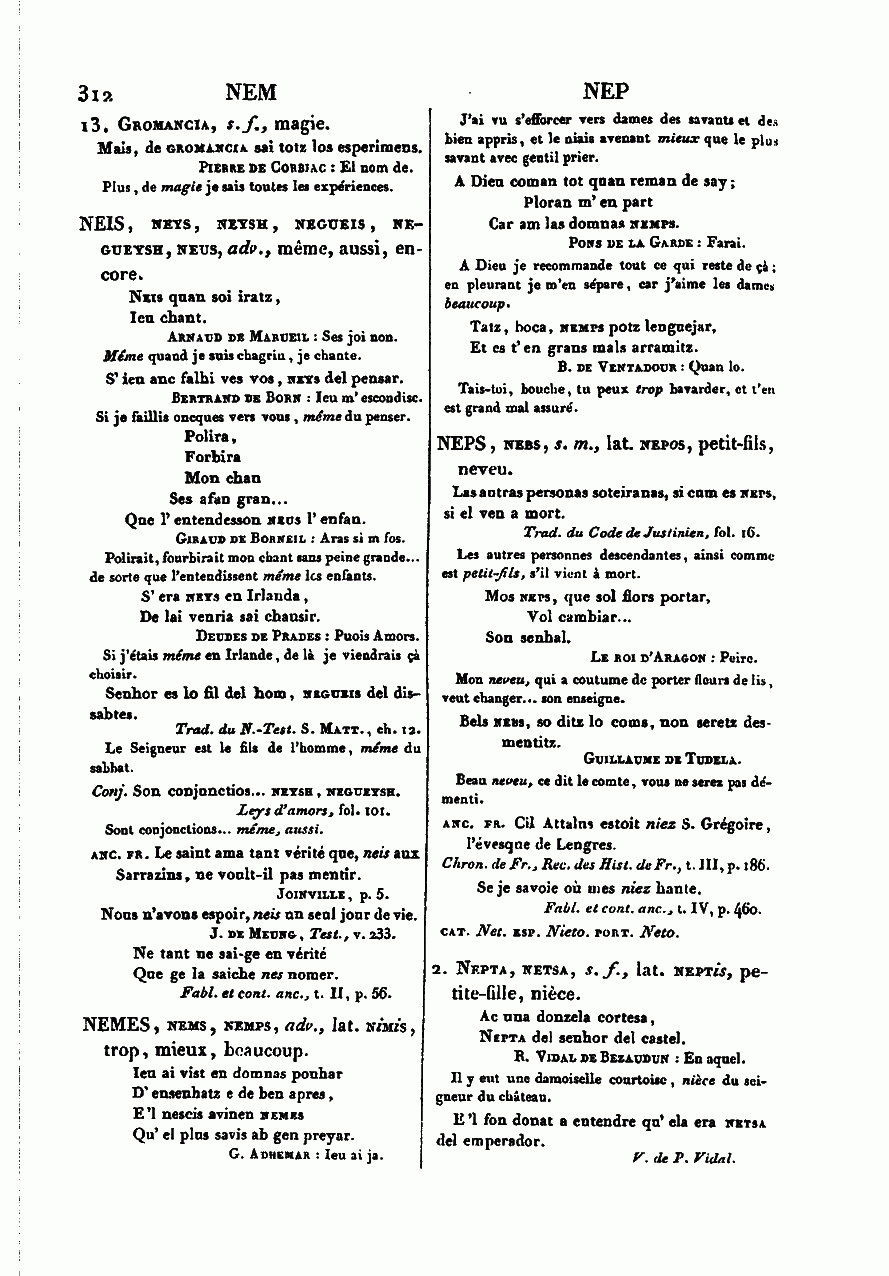 312 NEM NEP
13. GROMANCIA, s. f., magie.
Mais, de GROMANCIA sai totz los esperimens.
PIERRE DE CORBIAC : El nom de.
Plus, de magie je sais toutes les expériences.
NEIS, NEYS, NEYSH, NEGUEIS, NE-
GUEYSH, NEUS, adv., même, aussi, en-
core.
NEIS quan soi iratz,
Ieu chant.
ARNAUD DE MARUEIL : Ses joi non.
Même quand je suis chagrin, je chante.
S' ieu anc falhi ves vos, NEYS del pensar.
BERTRAND DE BORN : Ieu m' escondisc.
Si je faillis oncques vers vous, même du penser.
Polira,
Forbira
Mon chan
Ses afan gran...
Que l' entendesson NEUS l' enfan.
GIRAUD DE BORNEIL : Aras si m fos.
Polirait, fourbirait mon chant sans peine grande...
de sorte que l'entendissent même les enfants.
S' era NEYS en Irlanda,
De lai venria sai chausir.
DEUDES DE PRADES : Puois Amors.
Si j'étais même en Irlande, de là je viendrais çà
choisir.
Senhor es lo fil del hom, NEGUEIS del dis-
sabtes.
Trad. du N.-Test. S. MATT., ch. 12.
Le Seigneur est le fils de l'homme, même du
sabbat.
Conj. Son conjonctios... NEYSH, NEGUEYSH.
Leys d'amors, fol. 101.
Sont conjonctions... même, aussi.
ANC. FR. Le saint ama tant vérité que, neis aux
Sarrazins, ne voult-il pas mentir.
JOINVILLE, p. 5.
Nous n'avons espoir, neis un seul jour de vie.
J. DE MEUNG, Test., v. 233.
Ne tant ne sai-ge en vérité
Que ge la saiche nes nomer.
Fabl. et cont. anc., t. II, p. 56.
NEMES, NEMS, NEMPS, adv., lat. NIMIS,
trop, mieux, beaucoup.
Ieu ai vist en domnas ponhar
D' ensenhatz e de ben apres,
E 'l nescis avinen NEMES
Qu' el plus savis ab gen preyar.
G. ADHEMAR : Ieu ai ja.
J'ai vu s'efforcer vers dames des savants et des
bien appris, et le niais avenant mieux que le plus
savant avec gentil prier.
A Dieu coman tot quan reman de say;
Ploran m' en part
Car am las domnas NEMPS.
PONS DE LA GARDE : Farai.
A Dieu je recommande tout ce qui reste de çà;
en pleurant je m'en sépare, car j'aime les dames
beaucoup.
Tatz, boca, NEMPS potz lenguejar,
Et es t' en grans mals arramitz.
B. DE VENTADOUR : Quan lo.
Tais-toi, bouche, tu peux trop bavarder, et t'en
est grand mal assuré.
NEPS, NEBS, s. m., lat. NEPOS, petit-fils,
neveu.
Las autras personas soteiranas, si cum es NEPS,
si el ven a mort.
Trad. du Code de Justinien, fol. 16.
Les autres personnes descendantes, ainsi comme
est petit-fils, s'il vient à mort.
Mos NEPS, que sol flors portar,
Vol cambiar...
Son senhal.
LE ROI D'ARAGON : Peire.
Mon neveu, qui a coutume de porter fleurs de lis,
veut changer... son enseigne.
Bels NEBS, so ditz lo coms, non seretz des-
mentitz.
GUILLAUME DE TUDELA.
Beau neveu, ce dit le comte, vous ne serez pas dé-
menti.
ANC. FR. Cil Attalus estoit niez S. Grégoire,
l'évesque de Lengres.
Chron. de Fr., Rec. des Hist. de Fr., t. III, p. 186.
Se je savoie où mes niez hante.
Fabl. et cont. anc., t. IV, p. 460.
CAT. Net. ESP. Nieto. PORT. Neto.
2. NEPTA, NETSA, s. f., lat. NEPTIS, pe-
tite-fille, nièce.
Ac una donzela cortesa,
NEPTA del senhor del castel.
R. VIDAL DE BEZAUDUN : En aquel.
Il y eut une damoiselle courtoise, nièce du sei-
gneur du château.
E 'l fon donat a entendre qu' ela era NETSA
del emperador.
V. de P. Vidal.